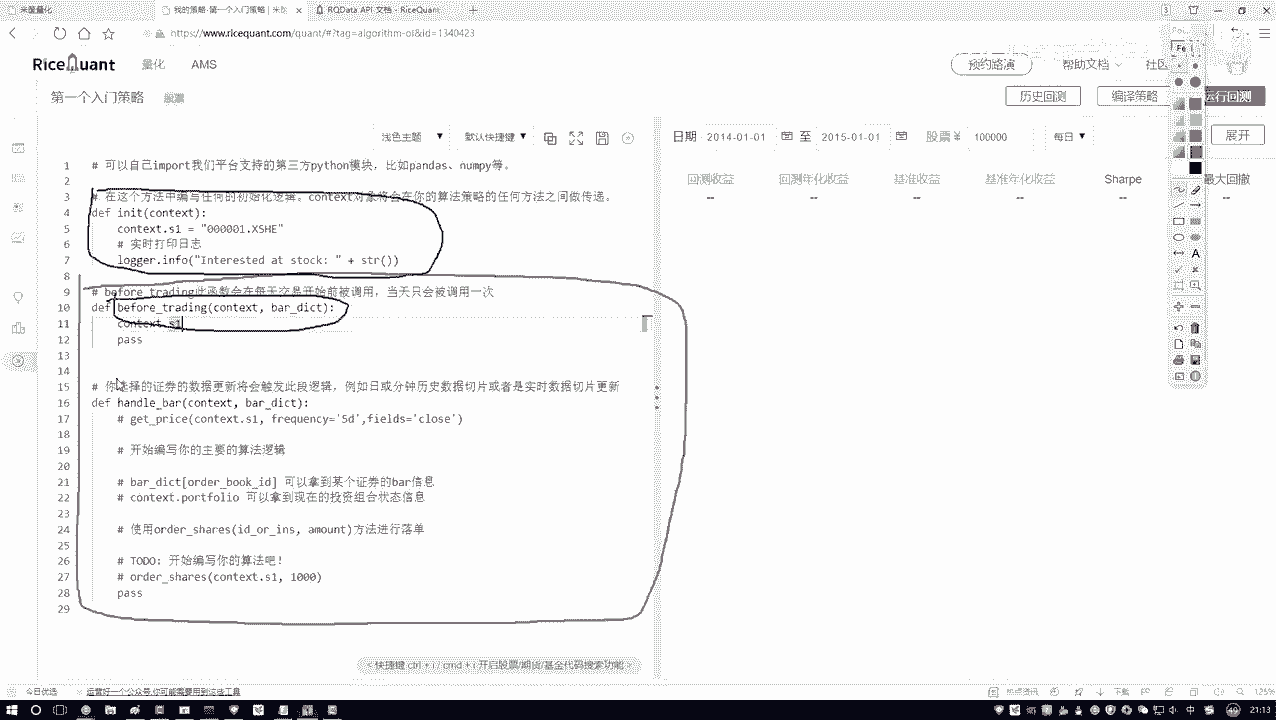 米筐量化
我的策略-第一个入门策略 | 米筐
RQData API 文档 - RiceQuant
https://www.ricequant.com/quant/#?tag=algorithm-ol&id=1340423
RiceQuant
量化
AMS
预约路演
帮助文档
社区
第一个入门策略
历史回测
编译策略
运行回测
浅色主题
默认快捷键
日期
2014-01-01
至
2015-01-01
股票
¥
100000
每日
展开
回测收益
回测年化收益
基准收益
基准年化收益
Sharpe
最大回撤
--
--
--
--
--
--
1 # 可以自己import我们平台支持的第三方python模块，比如pandas、numpy等。
2
3 # 在这个方法中编写任何的初始化逻辑。context对象将会在你的算法策略的任何方法之间做传递。
4 def init(context):
5 context.s1 = "000001.XSHE"
6 # 实时打印日志
7 logger.info("Interested at stock: " + str())
8
9 # before_trading此函数会在每天交易开始前被调用，当天只会被调用一次
10 def before_trading(context, bar_dict):
11 context.s1
12 pass
13
14
15 # 你选择的证券的数据更新将会触发此段逻辑，例如日或分钟历史数据切片或者是实时数据切片更新
16 def handle_bar(context, bar_dict):
17 # get_price(context.s1, frequency='5d',fields='close')
18
19 # 开始编写你的主要的算法逻辑
20
21 # bar_dict[order_book_id] 可以拿到某个证券的bar信息
22 # context.portfolio 可以拿到现在的投资组合状态信息
23
24 # 使用order_shares(id_or_ins, amount)方法进行落单
25
26 # TODO: 开始编写你的算法吧！
27 # order_shares(context.s1, 1000)
28 pass
29
快捷键 ctrl + i / cmd + i 开启股票/期货/基金代码搜索功能
今日优选
运营好一个公众号,你可能需要用到这些工具
热点资讯
下载
125%
中
21:13